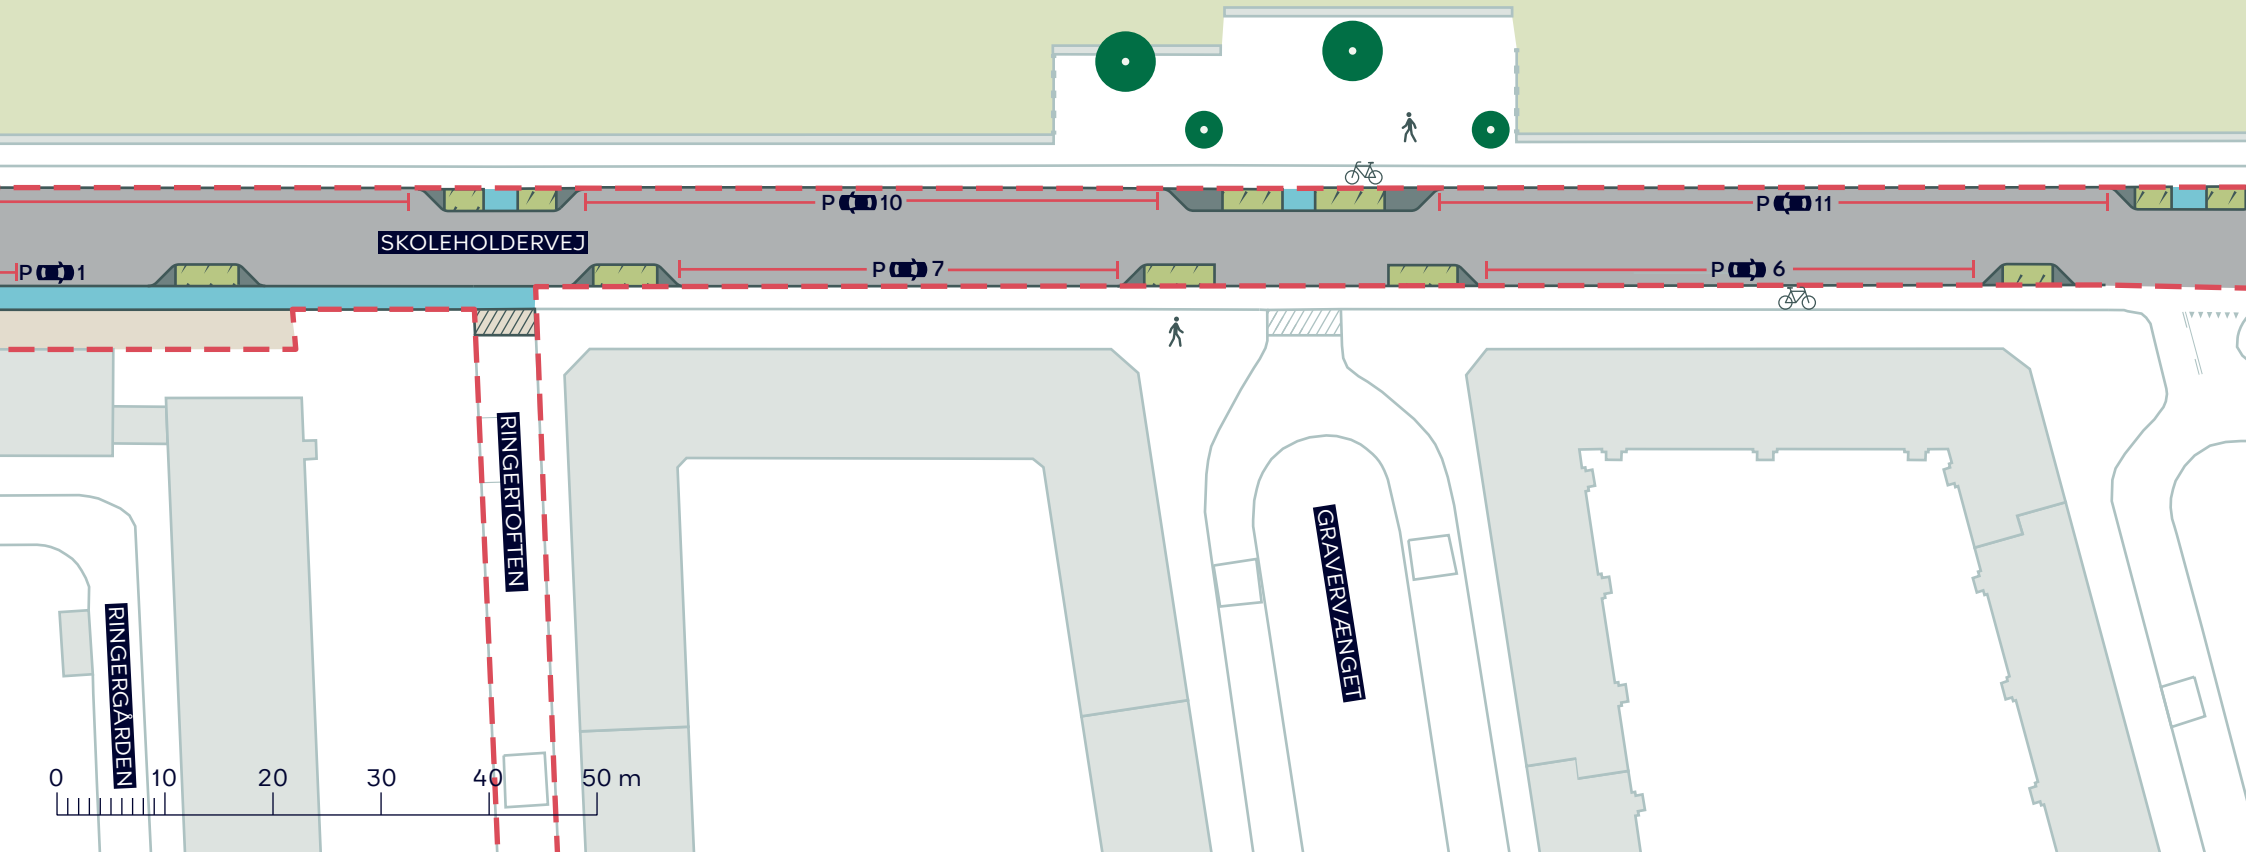 P 10
P 11
SKOLEHOLDERVEJ
P 1
P 7
P 6
RINGERTOFTEN
GRAVERVÆNGET
RINGERGÅRDEN
0 10 20 30 40 50 m